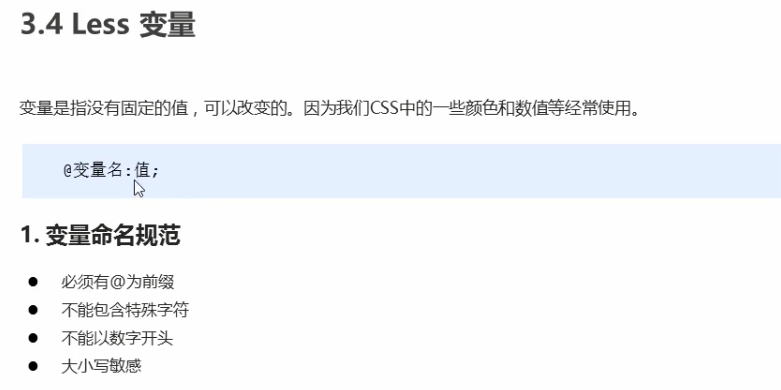 3.4 Less 变量
变量是指没有固定的值，可以改变的。因为我们CSS中的一些颜色和数值等经常使用。
@变量名:值;
1. 变量命名规范
● 必须有@为前缀
● 不能包含特殊字符
● 不能以数字开头
● 大小写敏感